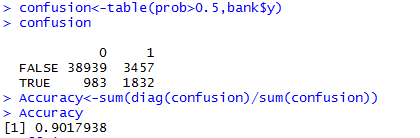 > confusion<-table(prob>0.5,bank$y)
> confusion
0 1
FALSE 38939 3457
TRUE 983 1832
> Accuracy<-sum(diag(confusion)/sum(confusion))
> Accuracy
[1] 0.9017938